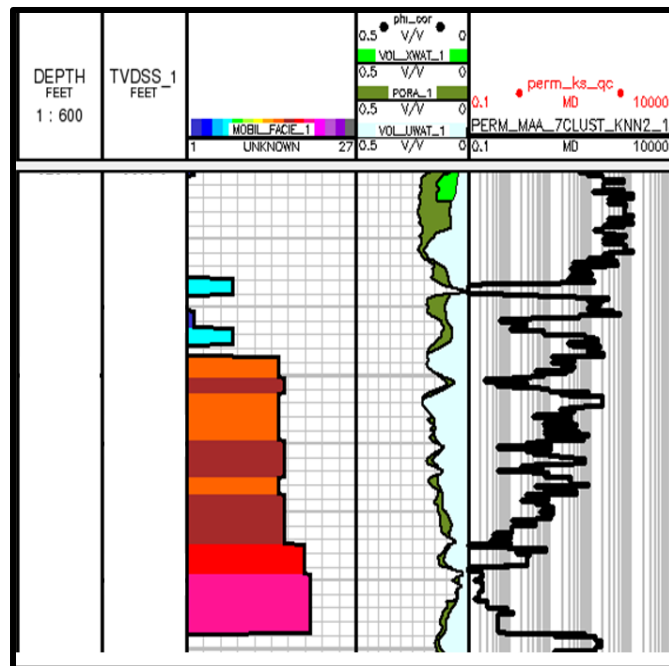 DEPTH
FEET
1 : 600
TVDSS_1
FEET
MOBIL_FACIE_1
1 UNKNOWN 27
phi_cor
0.5 V/V 0
VOL_XWAT_1
0.5 V/V 0
PORA_1
0.5 V/V 0
VOL_UWAT_1
0.5 V/V 0
perm_ks_qc
0.1 MD 10000
PERM_MAA_7CLUST_KNN2_1
0.1 MD 10000